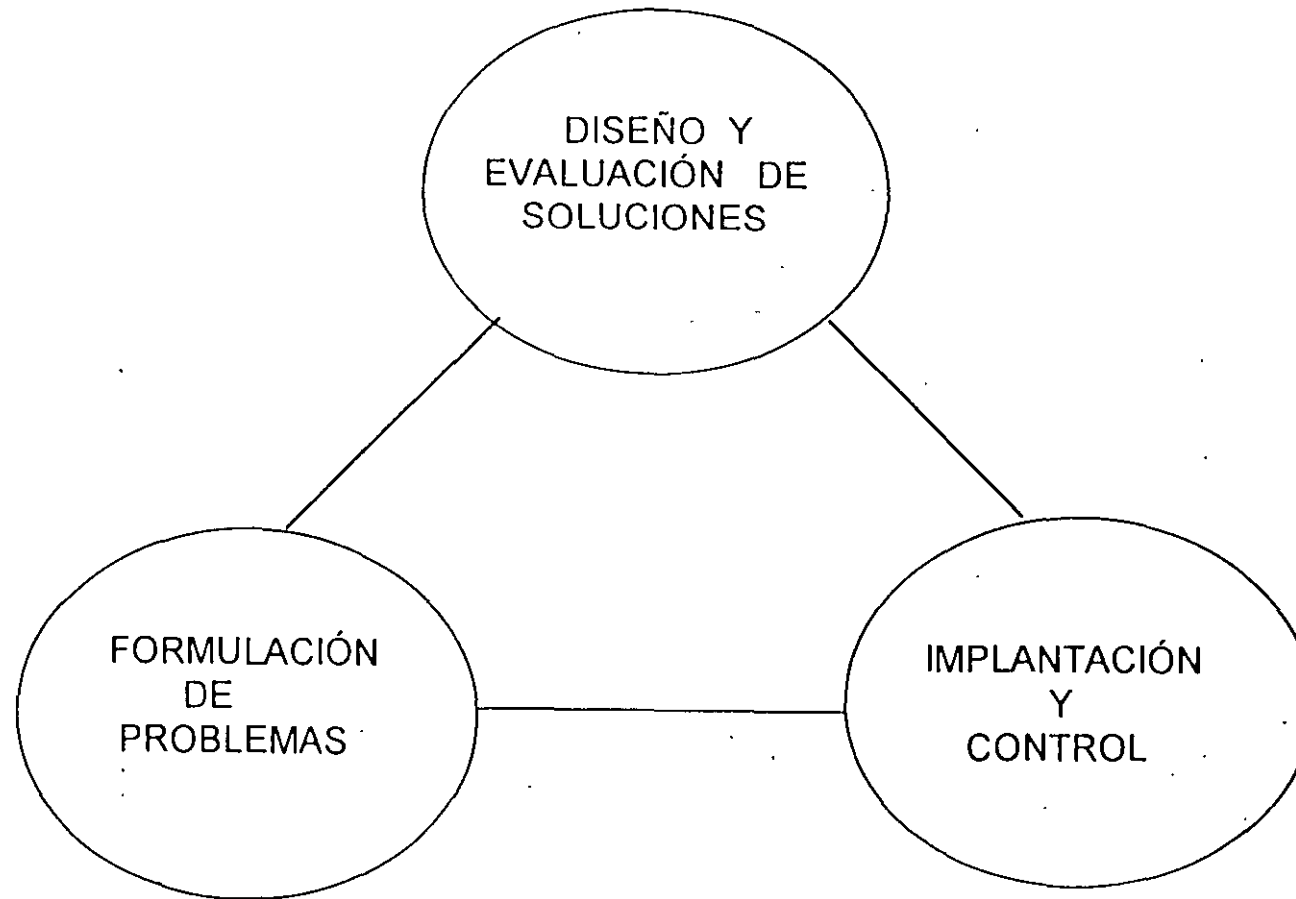 DISEÑO Y
EVALUACIÓN DE
SOLUCIONES
FORMULACIÓN
DE
PROBLEMAS
IMPLANTACIÓN
Y
CONTROL